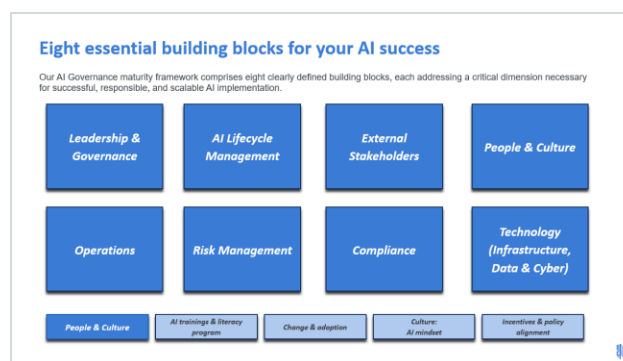 Eight essential building blocks for your AI success
Our AI Governance maturity framework comprises eight clearly defined building blocks, each addressing a critical dimension necessary
for successful, responsible, and scalable AI implementation.
Leadership &
Governance
AI Lifecycle
Management
External
Stakeholders
People & Culture
Operations
Risk Management
Compliance
Technology
(Infrastructure,
Data & Cyber)
People & Culture
AI trainings & literacy
program
Change & adoption
Culture:
AI mindset
Incentives & policy
alignment